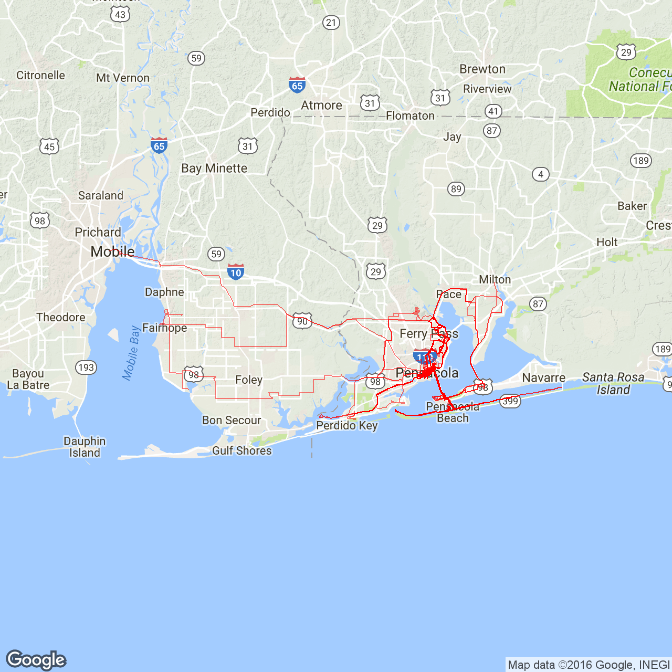 43
21
59
Citronelle
Mt Vernon
Brewton
29
Conecuh
National Fo
65
Riverview
31
Atmore
31
Perdido
Flomaton
41
87
Jay
45
65
31
Bay Minette
189
4
89
Saraland
Baker
98
29
Crest
Prichard
Holt
Mobile
59
10
29
Milton
Daphne
Pace
87
Theodore
Fairhope
90
Ferry Pass
Mobile Bay
110
189
Bayou
La Batre
193
98
Foley
98
Pensacola
98
Navarre
Santa Rosa
Island
399
Bon Secour
Perdido Key
Pensacola
Beach
Dauphin
Island
Gulf Shores
Google
Map data ©2016 Google, INEGI